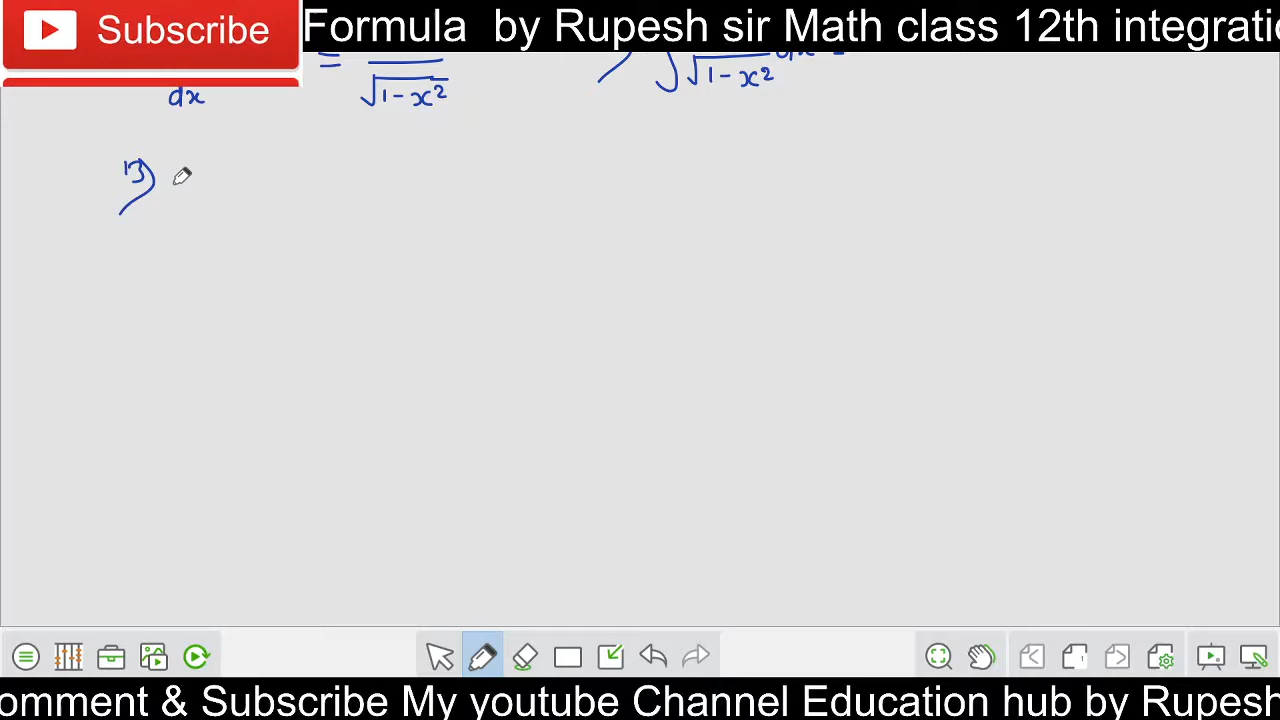 Subscribe
Formula by Rupesh sir Math class 12th integratio
= √1-x² ∫ √1-x²
dx
13)
omment & Subscribe My youtube Channel Education hub by Rupesh